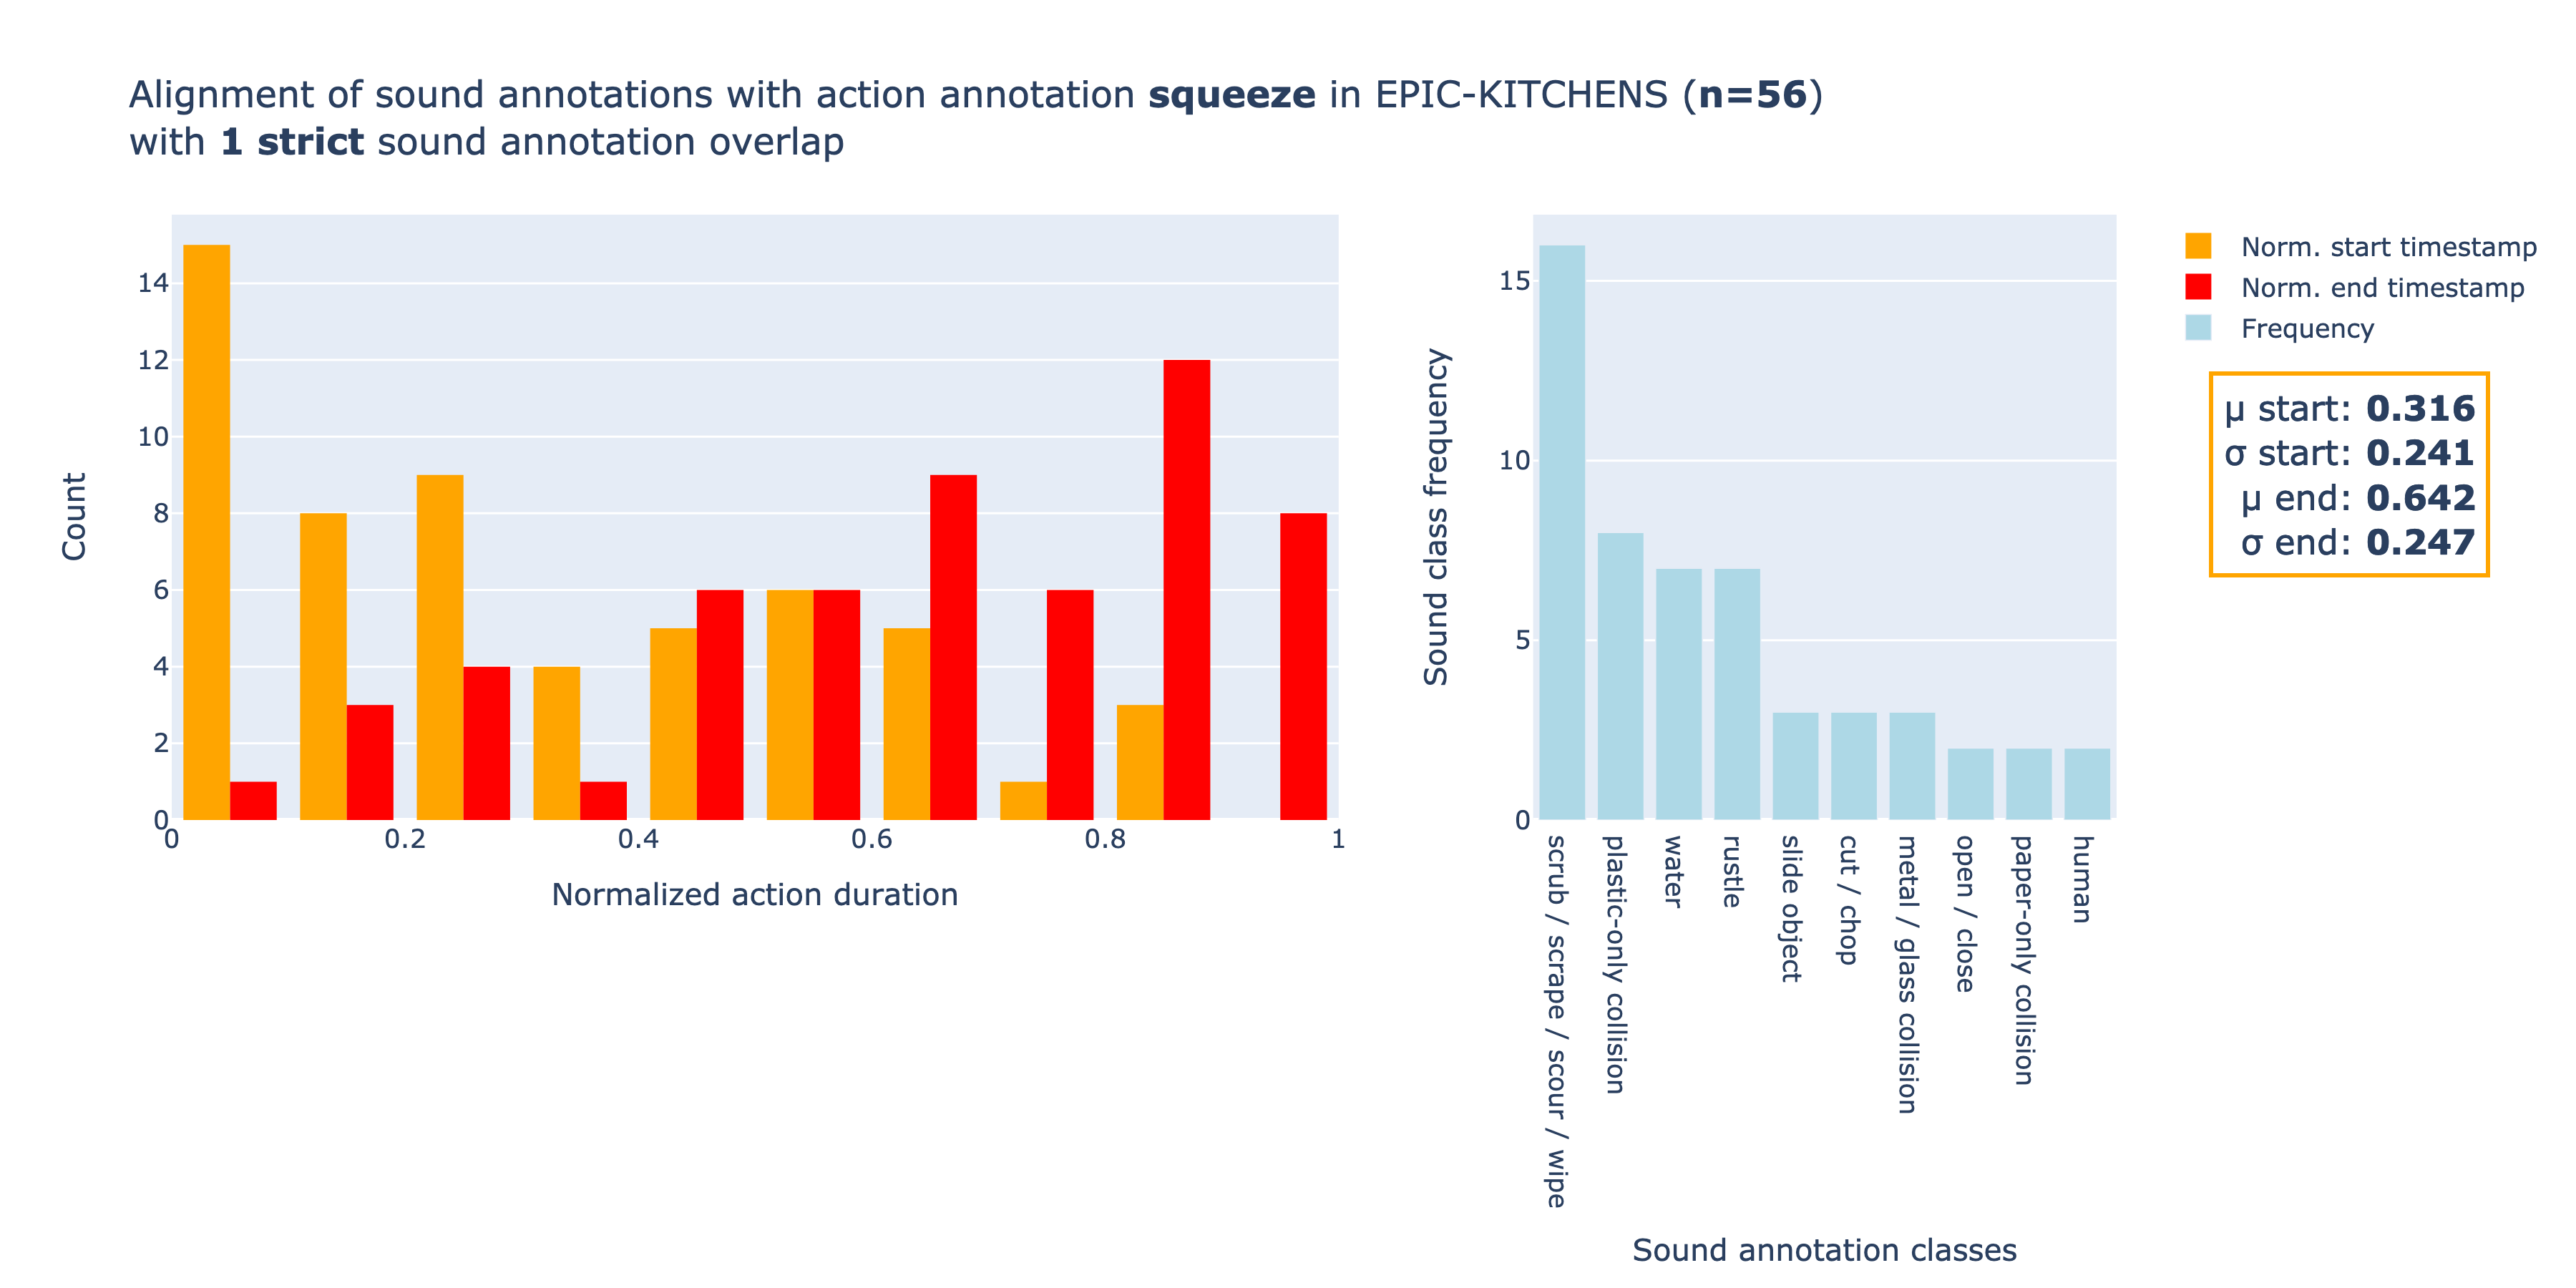 Alignment of sound annotations with action annotation squeeze in EPIC-KITCHENS (n=56)
with 1 strict sound annotation overlap
Count
14
12
10
8
6
4
2
0
0
0.2
0.4
0.6
0.8
1
Normalized action duration
Sound class frequency
15
10
5
0
scrub / scrape / scour / wipe
plastic-only collision
water
rustle
slide object
cut / chop
metal / glass collision
open / close
paper-only collision
human
Sound annotation classes
Norm. start timestamp
Norm. end timestamp
Frequency
μ start: 0.316
σ start: 0.241
μ end: 0.642
σ end: 0.247